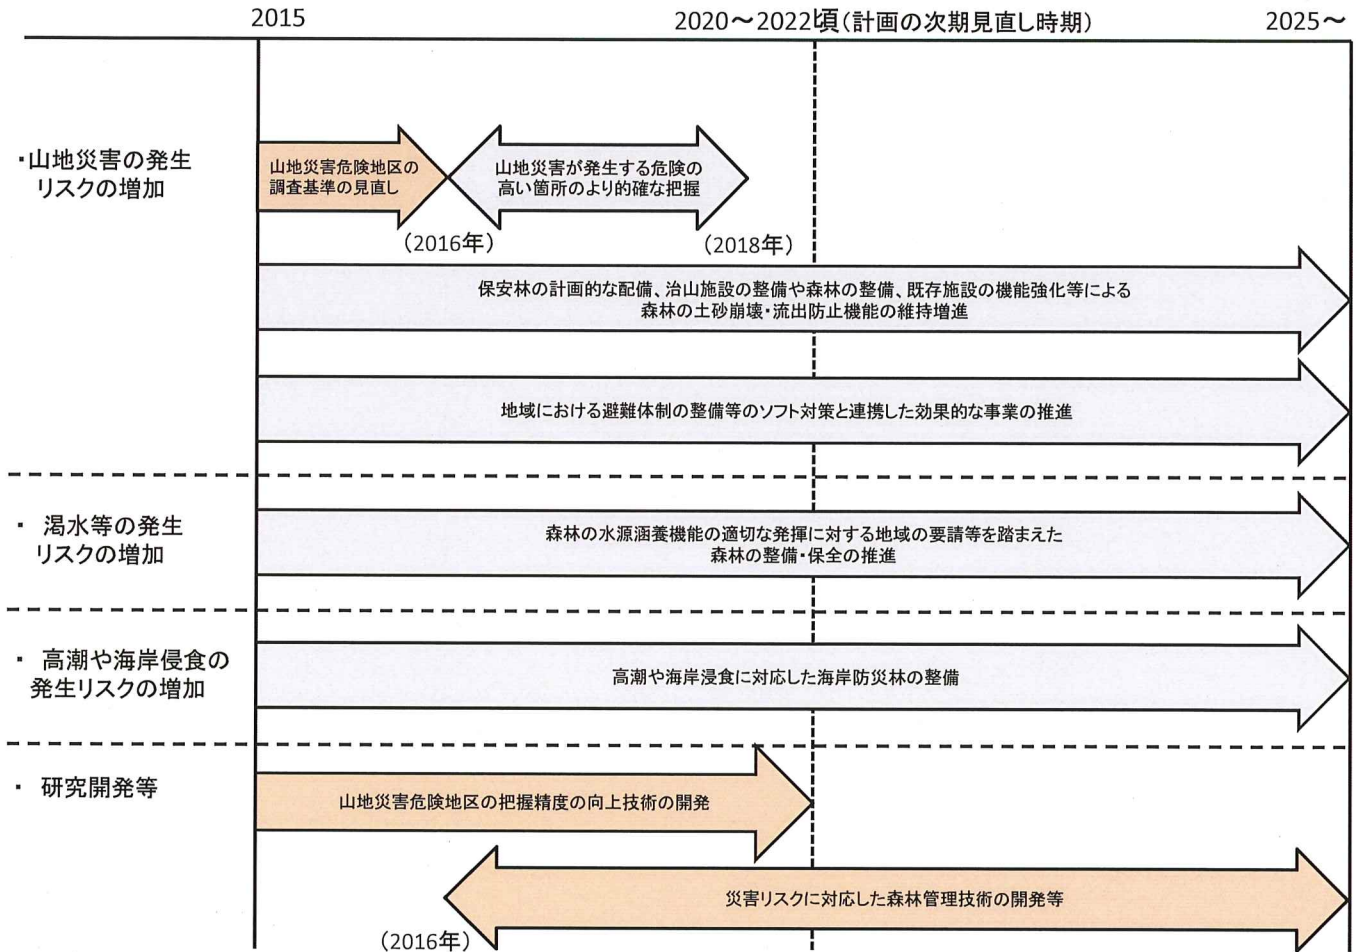 2015
2020～2022頃(計画の次期見直し時期)
2025～
・山地災害の発生
リスクの増加
山地災害危険地区の
調査基準の見直し
山地災害が発生する危険の
高い箇所のより的確な把握
(2016年)
(2018年)
保安林の計画的な配備、治山施設の整備や森林の整備、既存施設の機能強化等による
森林の土砂崩壊・流出防止機能の維持増進
地域における避難体制の整備等のソフト対策と連携した効果的な事業の推進
・ 渇水等の発生
リスクの増加
森林の水源涵養機能の適切な発揮に対する地域の要請等を踏まえた
森林の整備・保全の推進
・ 高潮や海岸侵食の
発生リスクの増加
高潮や海岸浸食に対応した海岸防災林の整備
・ 研究開発等
山地災害危険地区の把握精度の向上技術の開発
災害リスクに対応した森林管理技術の開発等
(2016年)